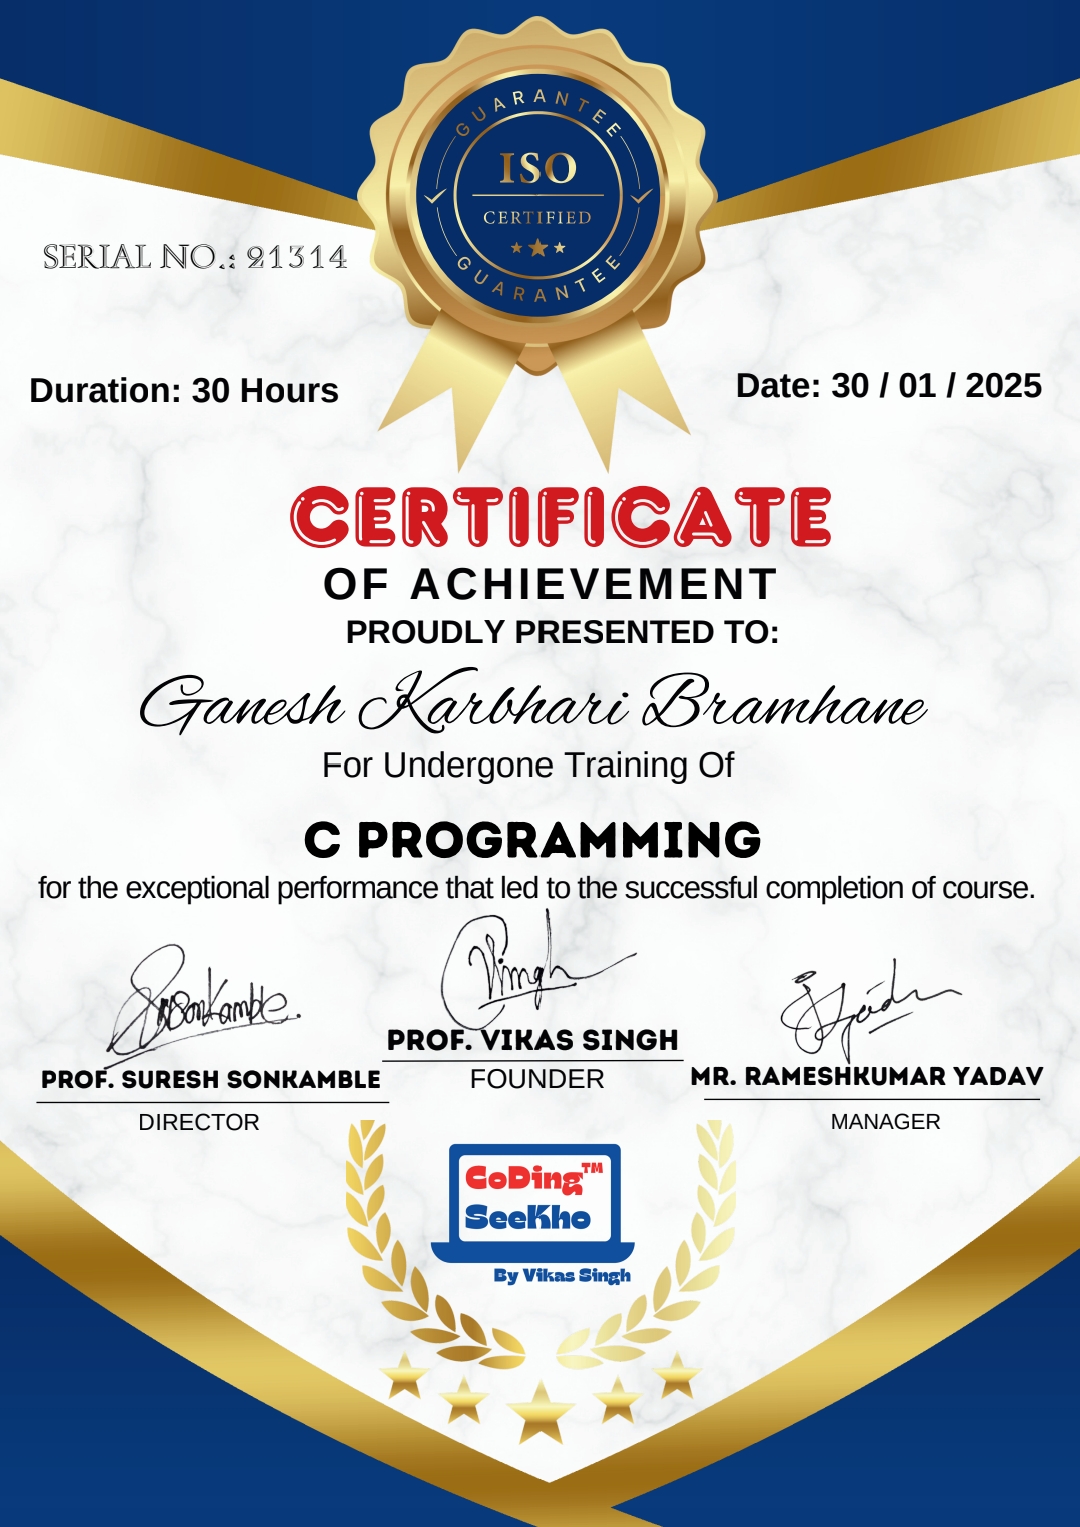 GUARANTEE
ISO
CERTIFIED
GUARANTEE
SERIAL NO.: 21314
Duration: 30 Hours
Date: 30 / 01 / 2025
CERTIFICATE
OF ACHIEVEMENT
PROUDLY PRESENTED TO:
Ganesh Karbhari Bramhane
For Undergone Training Of
C PROGRAMMING
for the exceptional performance that led to the successful completion of course.
PROF. VIKAS SINGH
FOUNDER
PROF. SURESH SONKAMBLE
DIRECTOR
MR. RAMESHKUMAR YADAV
MANAGER
CoDing™
SeeKho
By Vikas Singh